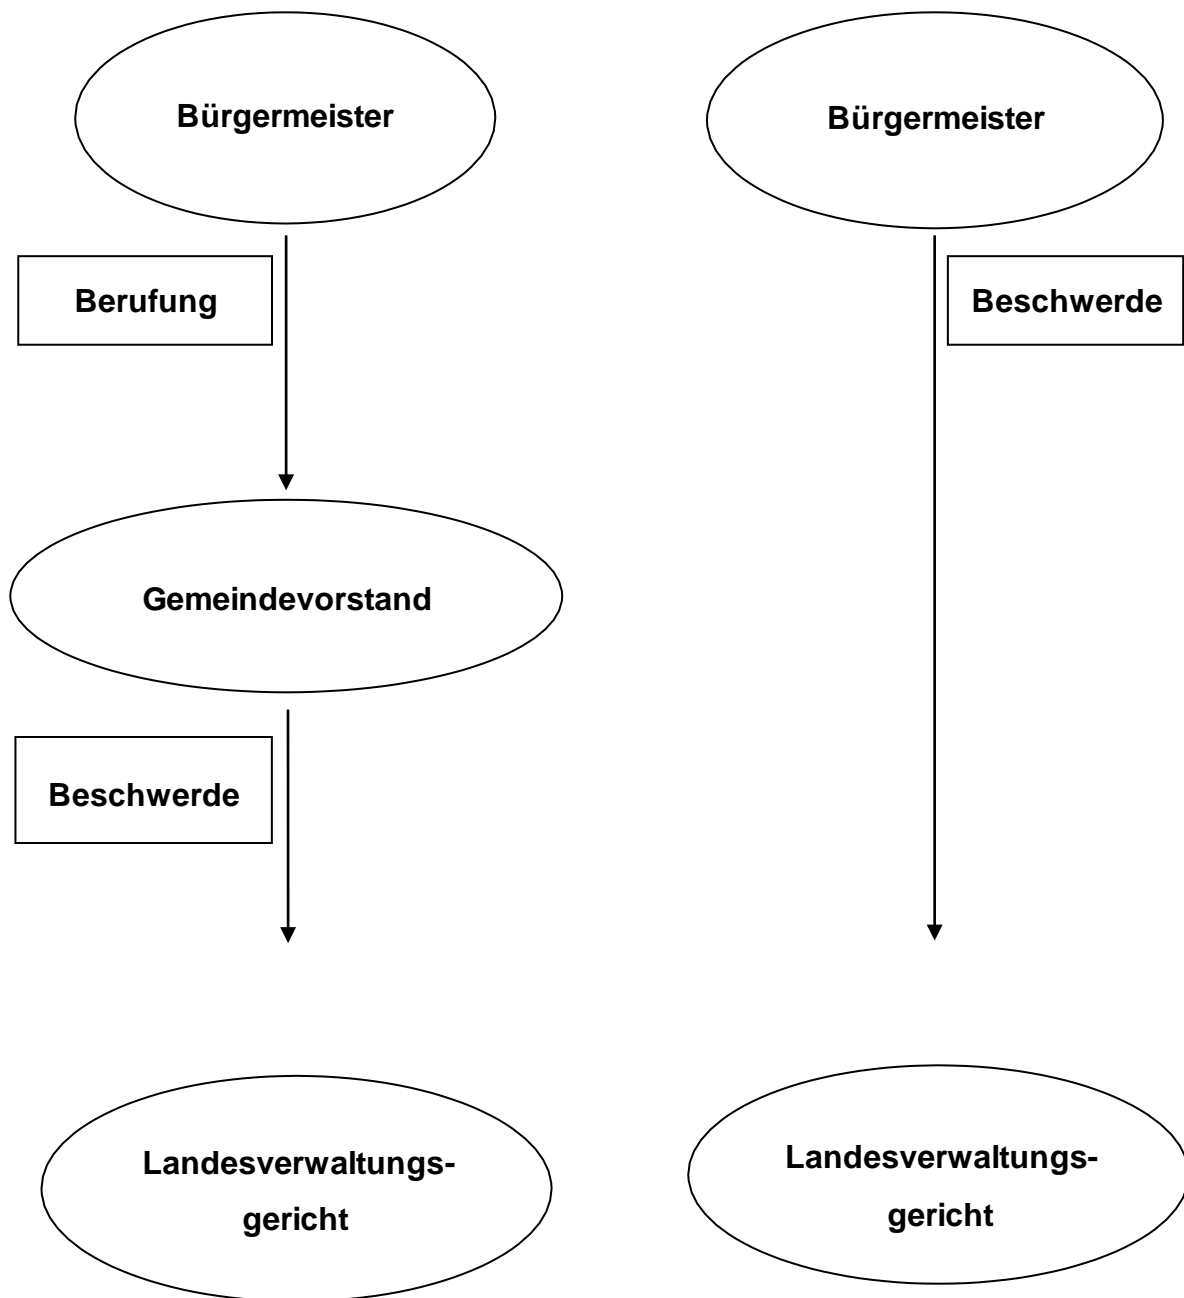 Bürgermeister
Berufung
Gemeindevorstand
Beschwerde
Landesverwaltungs-
gericht
Bürgermeister
Beschwerde
Landesverwaltungs-
gericht